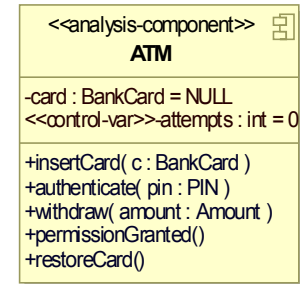 <<analysis-component>>
ATM
-card : BankCard = NULL
<<control-var>>-attempts : int = 0
+insertCard( c : BankCard )
+authenticate( pin : PIN )
+withdraw( amount : Amount )
+permissionGranted()
+restoreCard()